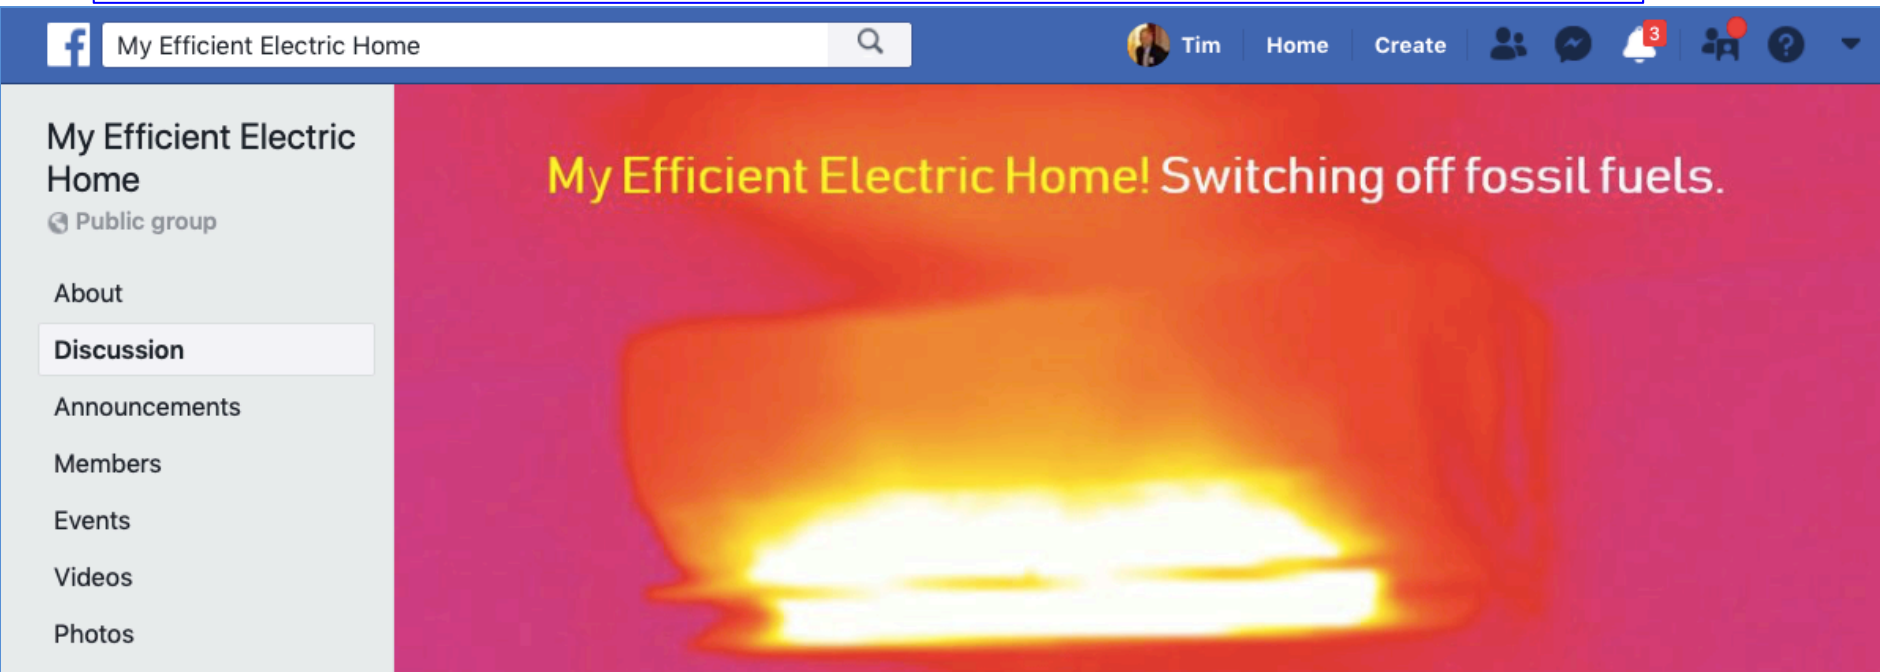 My Efficient Electric Home
Tim Home Create 3
My Efficient Electric
Home
Public group
About
Discussion
Announcements
Members
Events
Videos
Photos
My Efficient Electric Home! Switching off fossil fuels.